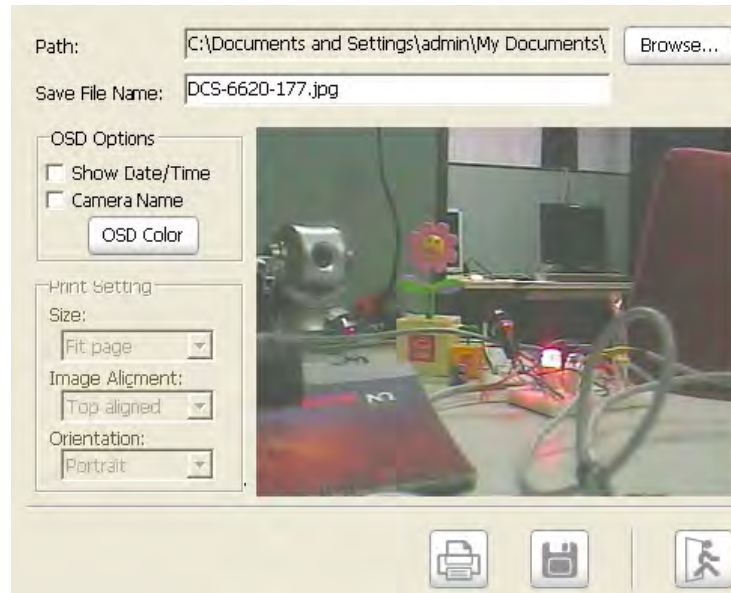 Path:
C:\Documents and Settings\admin\My Documents\
Browse...
Save File Name:
DCS-6620-177.jpg
OSD Options
Show Date/Time
Camera Name
OSD Color
Print Setting
Size:
Fit page
Image Aligment:
Top aligned
Orientation:
Portrait